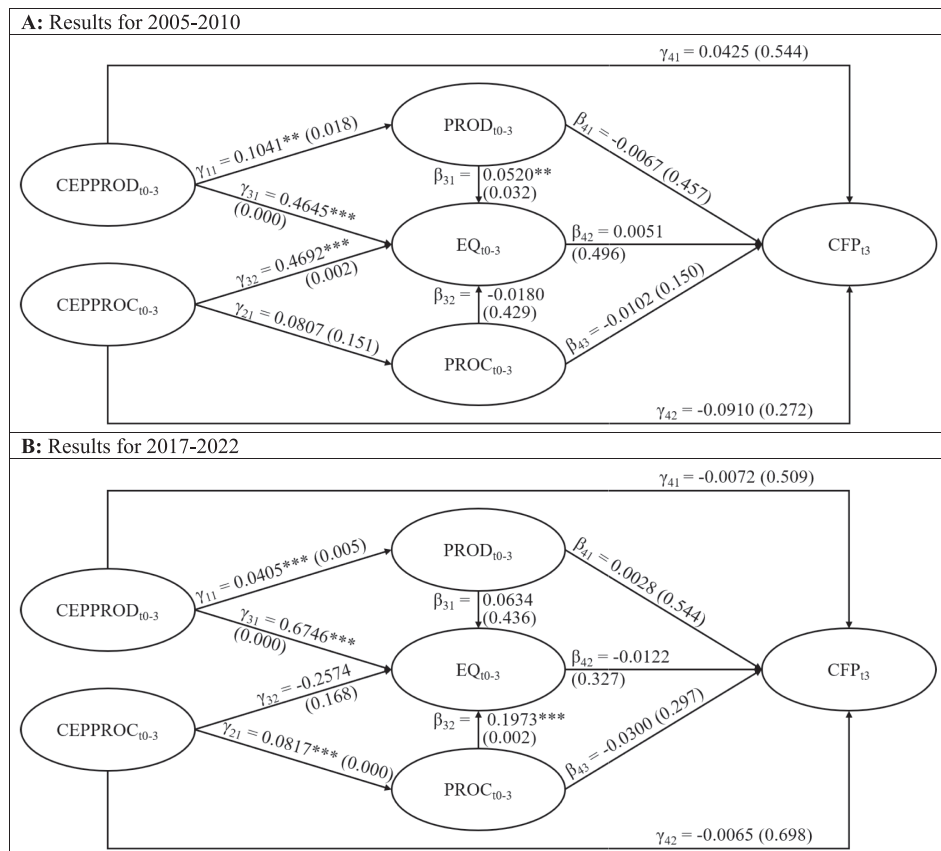 A: Results for 2005-2010
γ41 = 0.0425 (0.544)
PRODt0-3
β41 = -0.0067 (0.457)
γ11 = 0.1041** (0.018)
CEPPRODt0-3
β31 = 0.0520**
(0.032)
γ31 = 0.4645***
(0.000)
EQt0-3
β42 = 0.0051
(0.496)
CFPt3
γ32 = 0.4692***
(0.002)
CEPPROCt0-3
β32 = -0.0180
(0.429)
γ21 = 0.0807 (0.151)
β43 = -0.0102 (0.150)
PROCt0-3
γ42 = -0.0910 (0.272)
B: Results for 2017-2022
γ41 = -0.0072 (0.509)
PRODt0-3
β41 = 0.0028 (0.544)
γ11 = 0.0405*** (0.005)
CEPPRODt0-3
β31 = 0.0634
(0.436)
γ31 = 0.6746***
(0.000)
EQt0-3
β42 = -0.0122
(0.327)
CFPt3
γ32 = -0.2574
(0.168)
CEPPROCt0-3
β32 = 0.1973***
(0.002)
γ21 = 0.0817*** (0.000)
β43 = -0.0300 (0.297)
PROCt0-3
γ42 = -0.0065 (0.698)